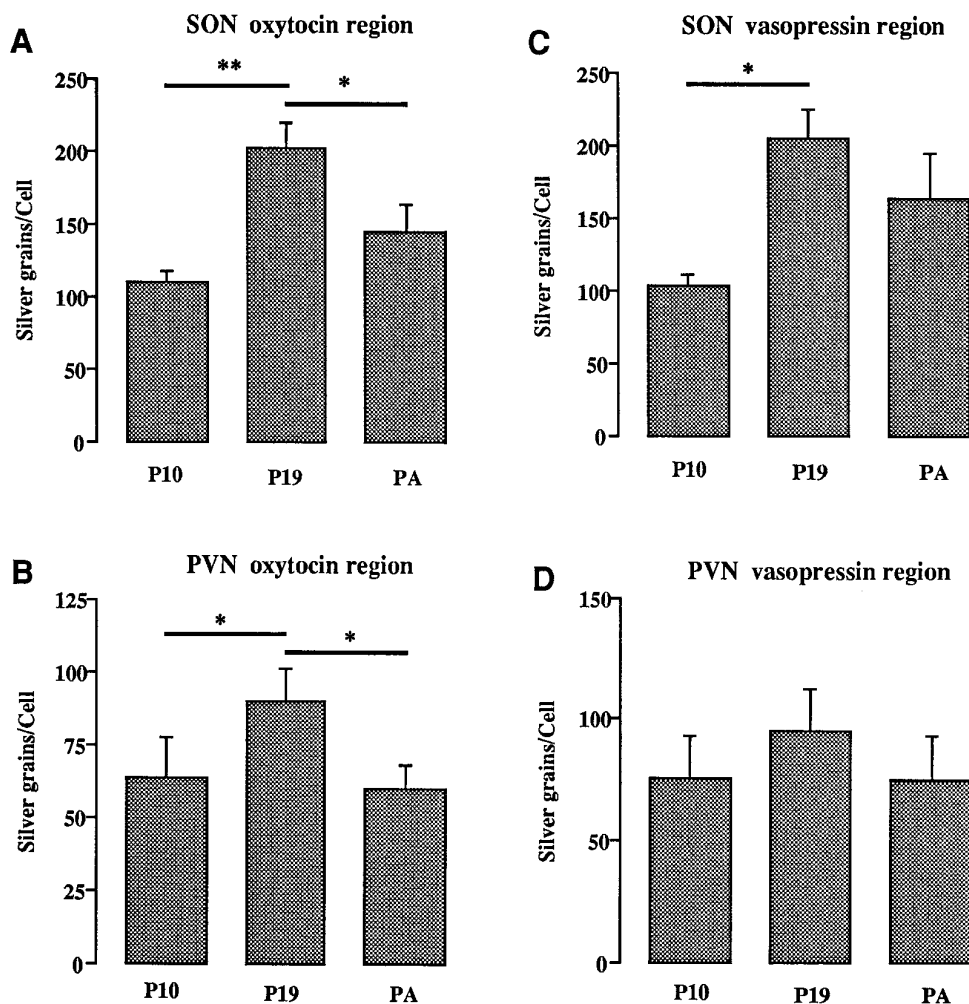 A
SON oxytocin region
Silver grains/Cell
250
200
150
100
50
0
**
*
P10 P19 PA
C
SON vasopressin region
Silver grains/Cell
250
200
150
100
50
0
*
P10 P19 PA
B
PVN oxytocin region
Silver grains/Cell
125
100
75
50
25
0
*
*
P10 P19 PA
D
PVN vasopressin region
Silver grains/Cell
150
100
50
0
P10 P19 PA